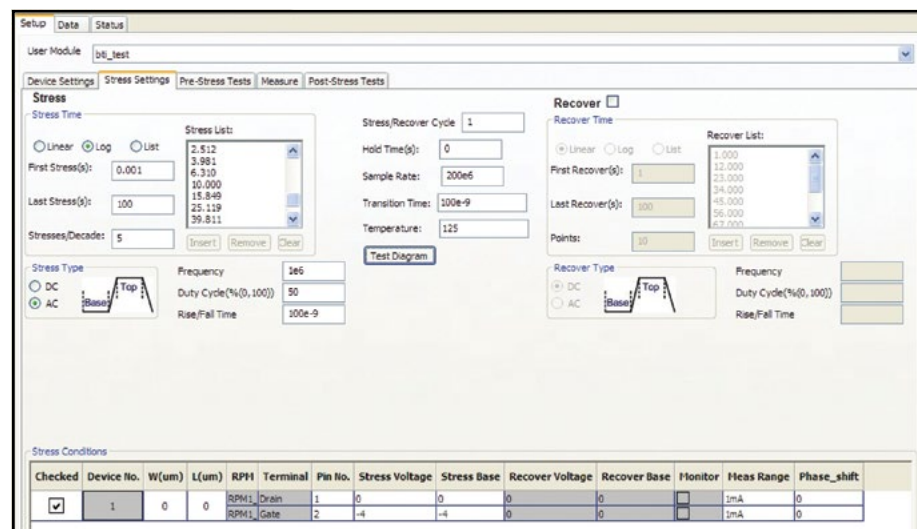 Setup Data Status
User Module bti_test
Device Settings Stress Settings Pre-Stress Tests Measure Post-Stress Tests
Stress
Stress Time
Linear Log List
First Stress(s): 0.001
Last Stress(s): 100
Stresses/Decade: 5
Stress List:
2.512
3.981
6.310
10.000
15.849
25.119
39.811
Insert Remove Clear
Stress Type
DC
AC
Base Top
Frequency 1e6
Duty Cycle(%(0,100)) 50
Rise/Fall Time 100e-9
Stress/Recover Cycle 1
Hold Time(s): 0
Sample Rate: 200e6
Transition Time: 100e-9
Temperature: 125
Test Diagram
Recover
Recover Time
Linear Log List
First Recover(s): 1
Last Recover(s): 100
Points: 10
Recover List:
1.000
12.000
23.000
34.000
45.000
56.000
67.000
Insert Remove Clear
Recover Type
DC
AC
Base Top
Frequency
Duty Cycle(%(0,100))
Rise/Fall Time
Stress Conditions
Checked Device No. W(um) L(um) RPM Terminal Pin No. Stress Voltage Stress Base Recover Voltage Recover Base Monitor Meas Range Phase_shift
1 0 0 RPM1_ Drain 1 0 0 0 0 1mA 0
RPM1_ Gate 2 -4 -4 0 0 1mA 0